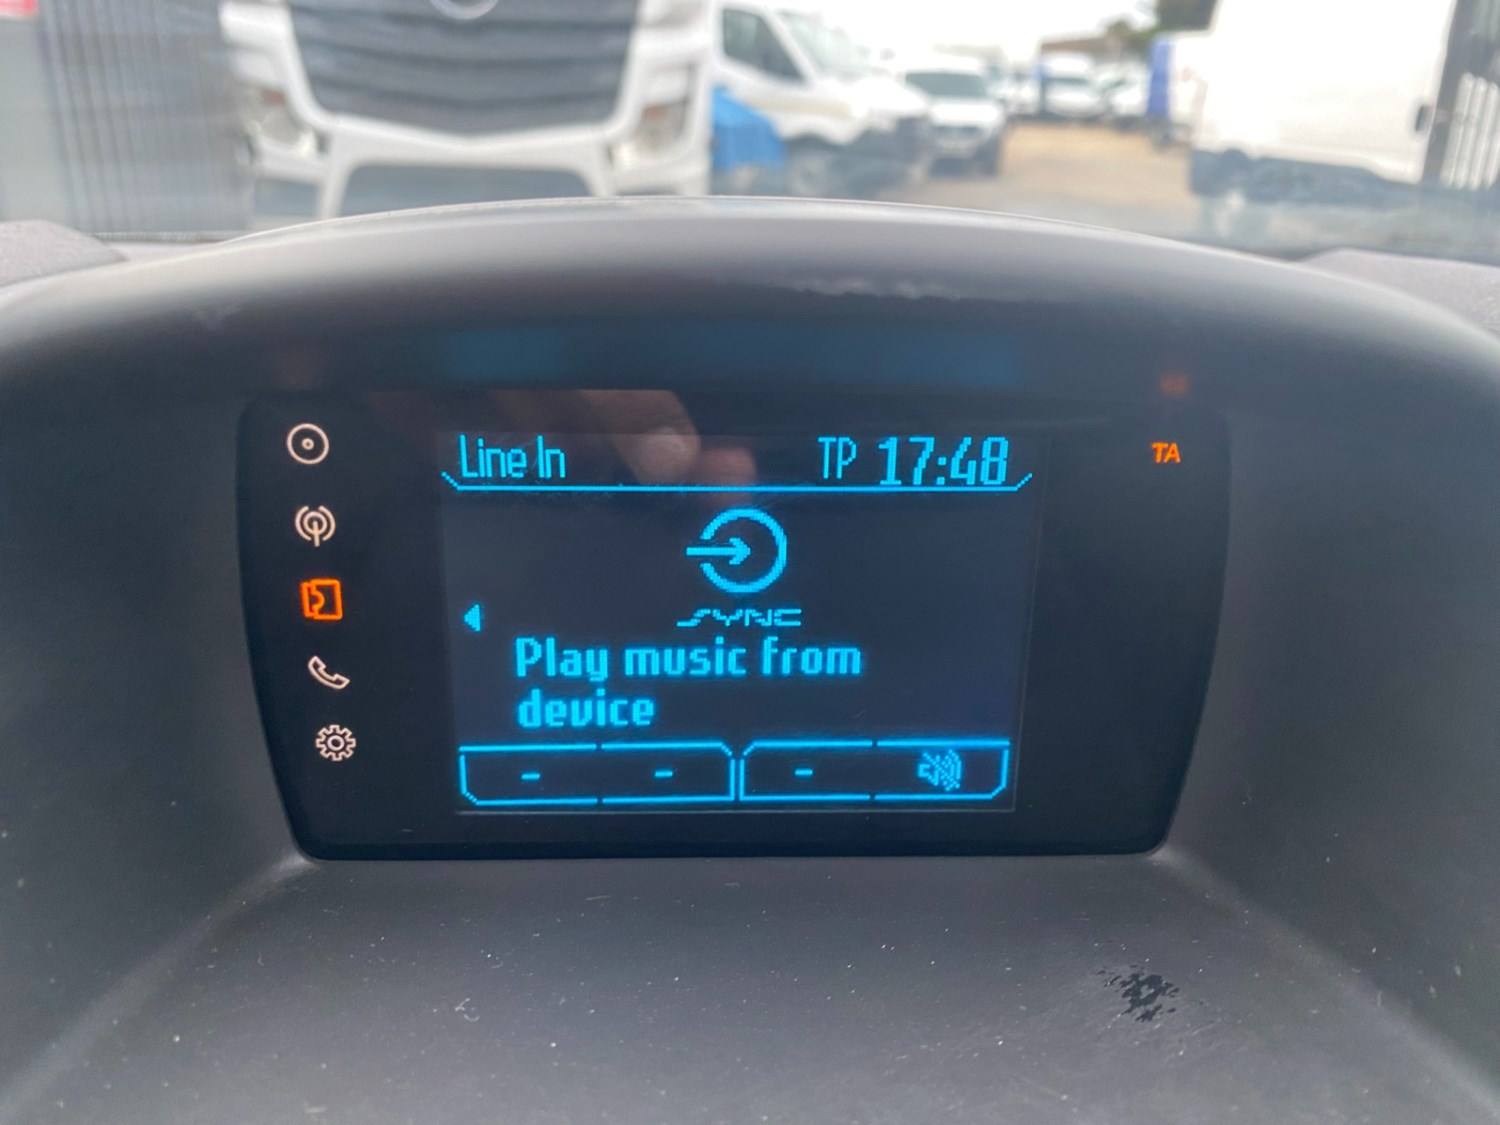 Line In TP 17:48
TA
SYNC
Play music from
device
- - -